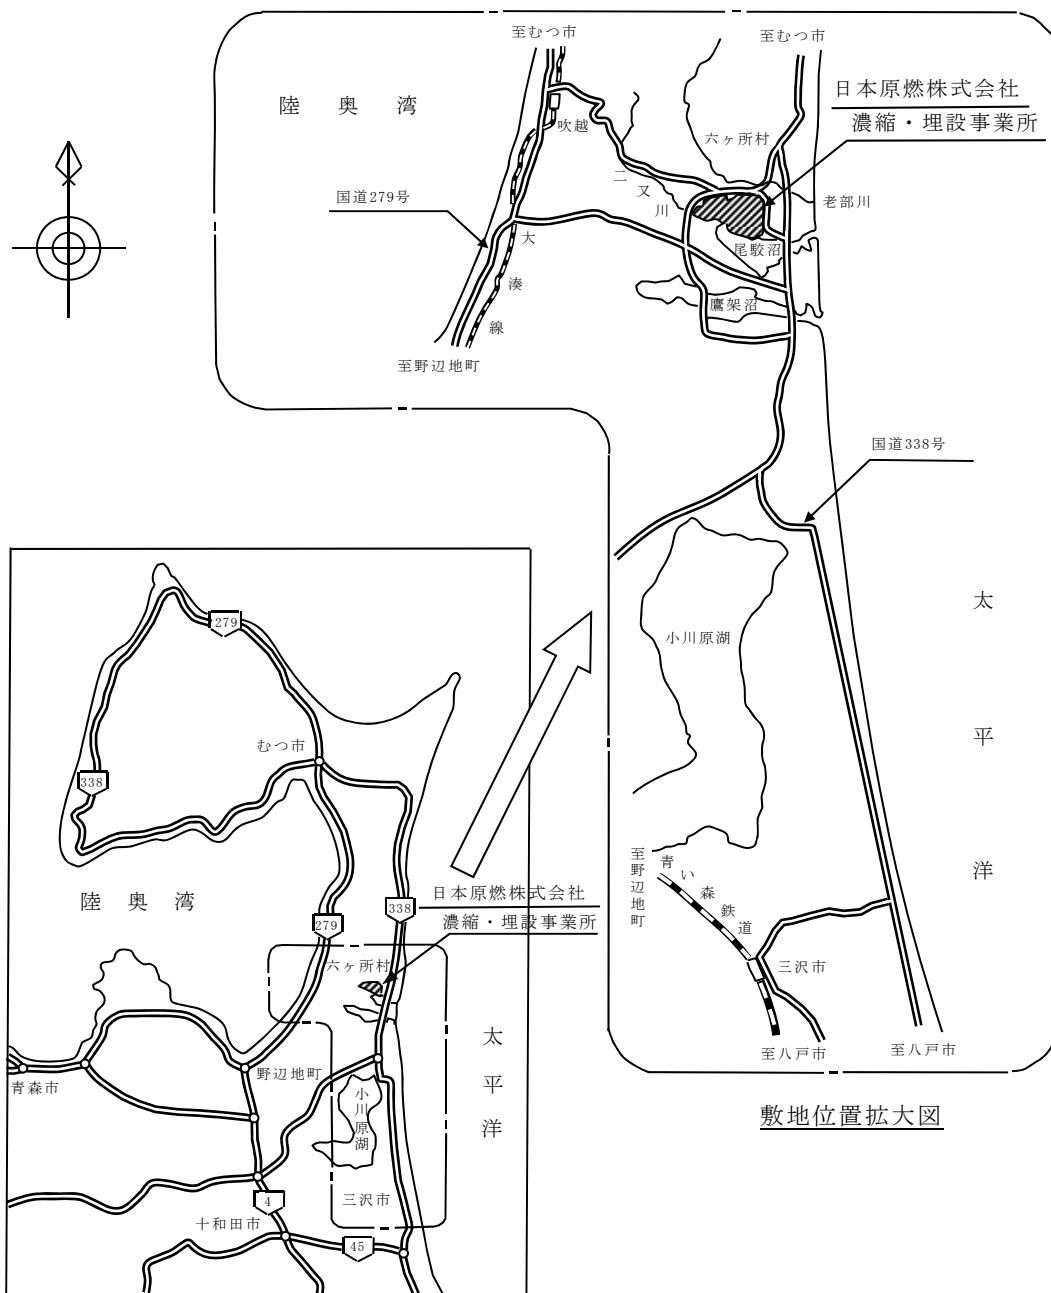 至むつ市
至むつ市
陸奥湾
日本原燃株式会社
濃縮・埋設事業所
吹越
六ヶ所村
二又川
老部川
国道279号
大湊線
尾駮沼
鷹架沼
至野辺地町
国道338号
太平洋
小川原湖
至野辺地町
青い森鉄道
三沢市
至八戸市
至八戸市
敷地位置拡大図
279
むつ市
338
陸奥湾
日本原燃株式会社
338
濃縮・埋設事業所
279
六ヶ所村
太平洋
野辺地町
青森市
小川原湖
三沢市
4
十和田市
45